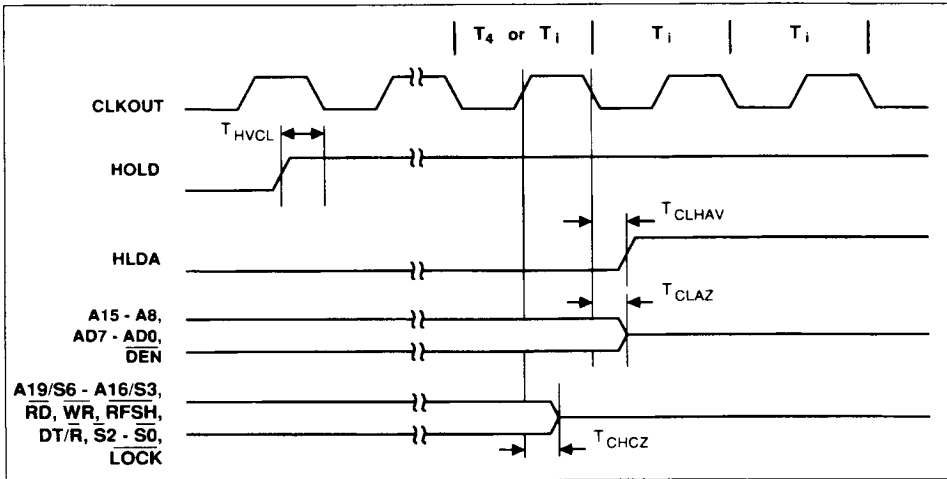 T4 or Ti
Ti
Ti
CLKOUT
THVCL
HOLD
TCLHAV
HLDA
TCLAZ
A15 - A8,
AD7 - AD0,
DEN
A19/S6 - A16/S3,
RD, WR, RFSH,
DT/R, S2 - S0,
LOCK
TCHCZ